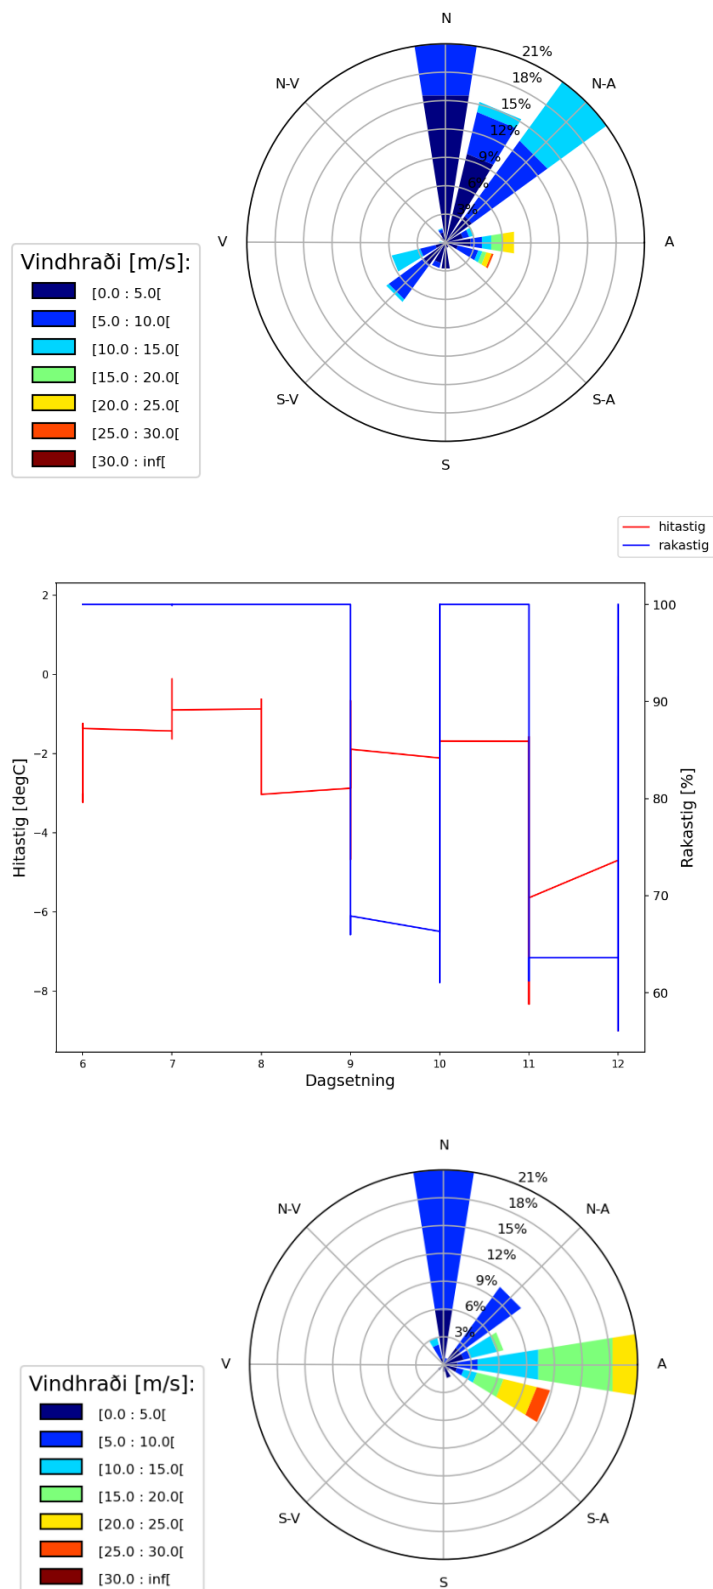 N
21%
N-V
18%
N-A
15%
12%
9%
6%
V
A
Vindhraði [m/s]:
[0.0 : 5.0[
[5.0 : 10.0[
[10.0 : 15.0[
[15.0 : 20.0[
[20.0 : 25.0[
[25.0 : 30.0[
[30.0 : inf[
S-V
S-A
S
hitastig
rakastig
2
0
−2
−4
−6
−8
Hitastig [degC]
100
90
80
70
60
Rakastig [%]
6
7
8
9
10
11
12
Dagsetning
N
21%
N-V
18%
N-A
15%
12%
9%
6%
3%
V
A
Vindhraði [m/s]:
[0.0 : 5.0[
[5.0 : 10.0[
[10.0 : 15.0[
[15.0 : 20.0[
[20.0 : 25.0[
[25.0 : 30.0[
[30.0 : inf[
S-V
S-A
S